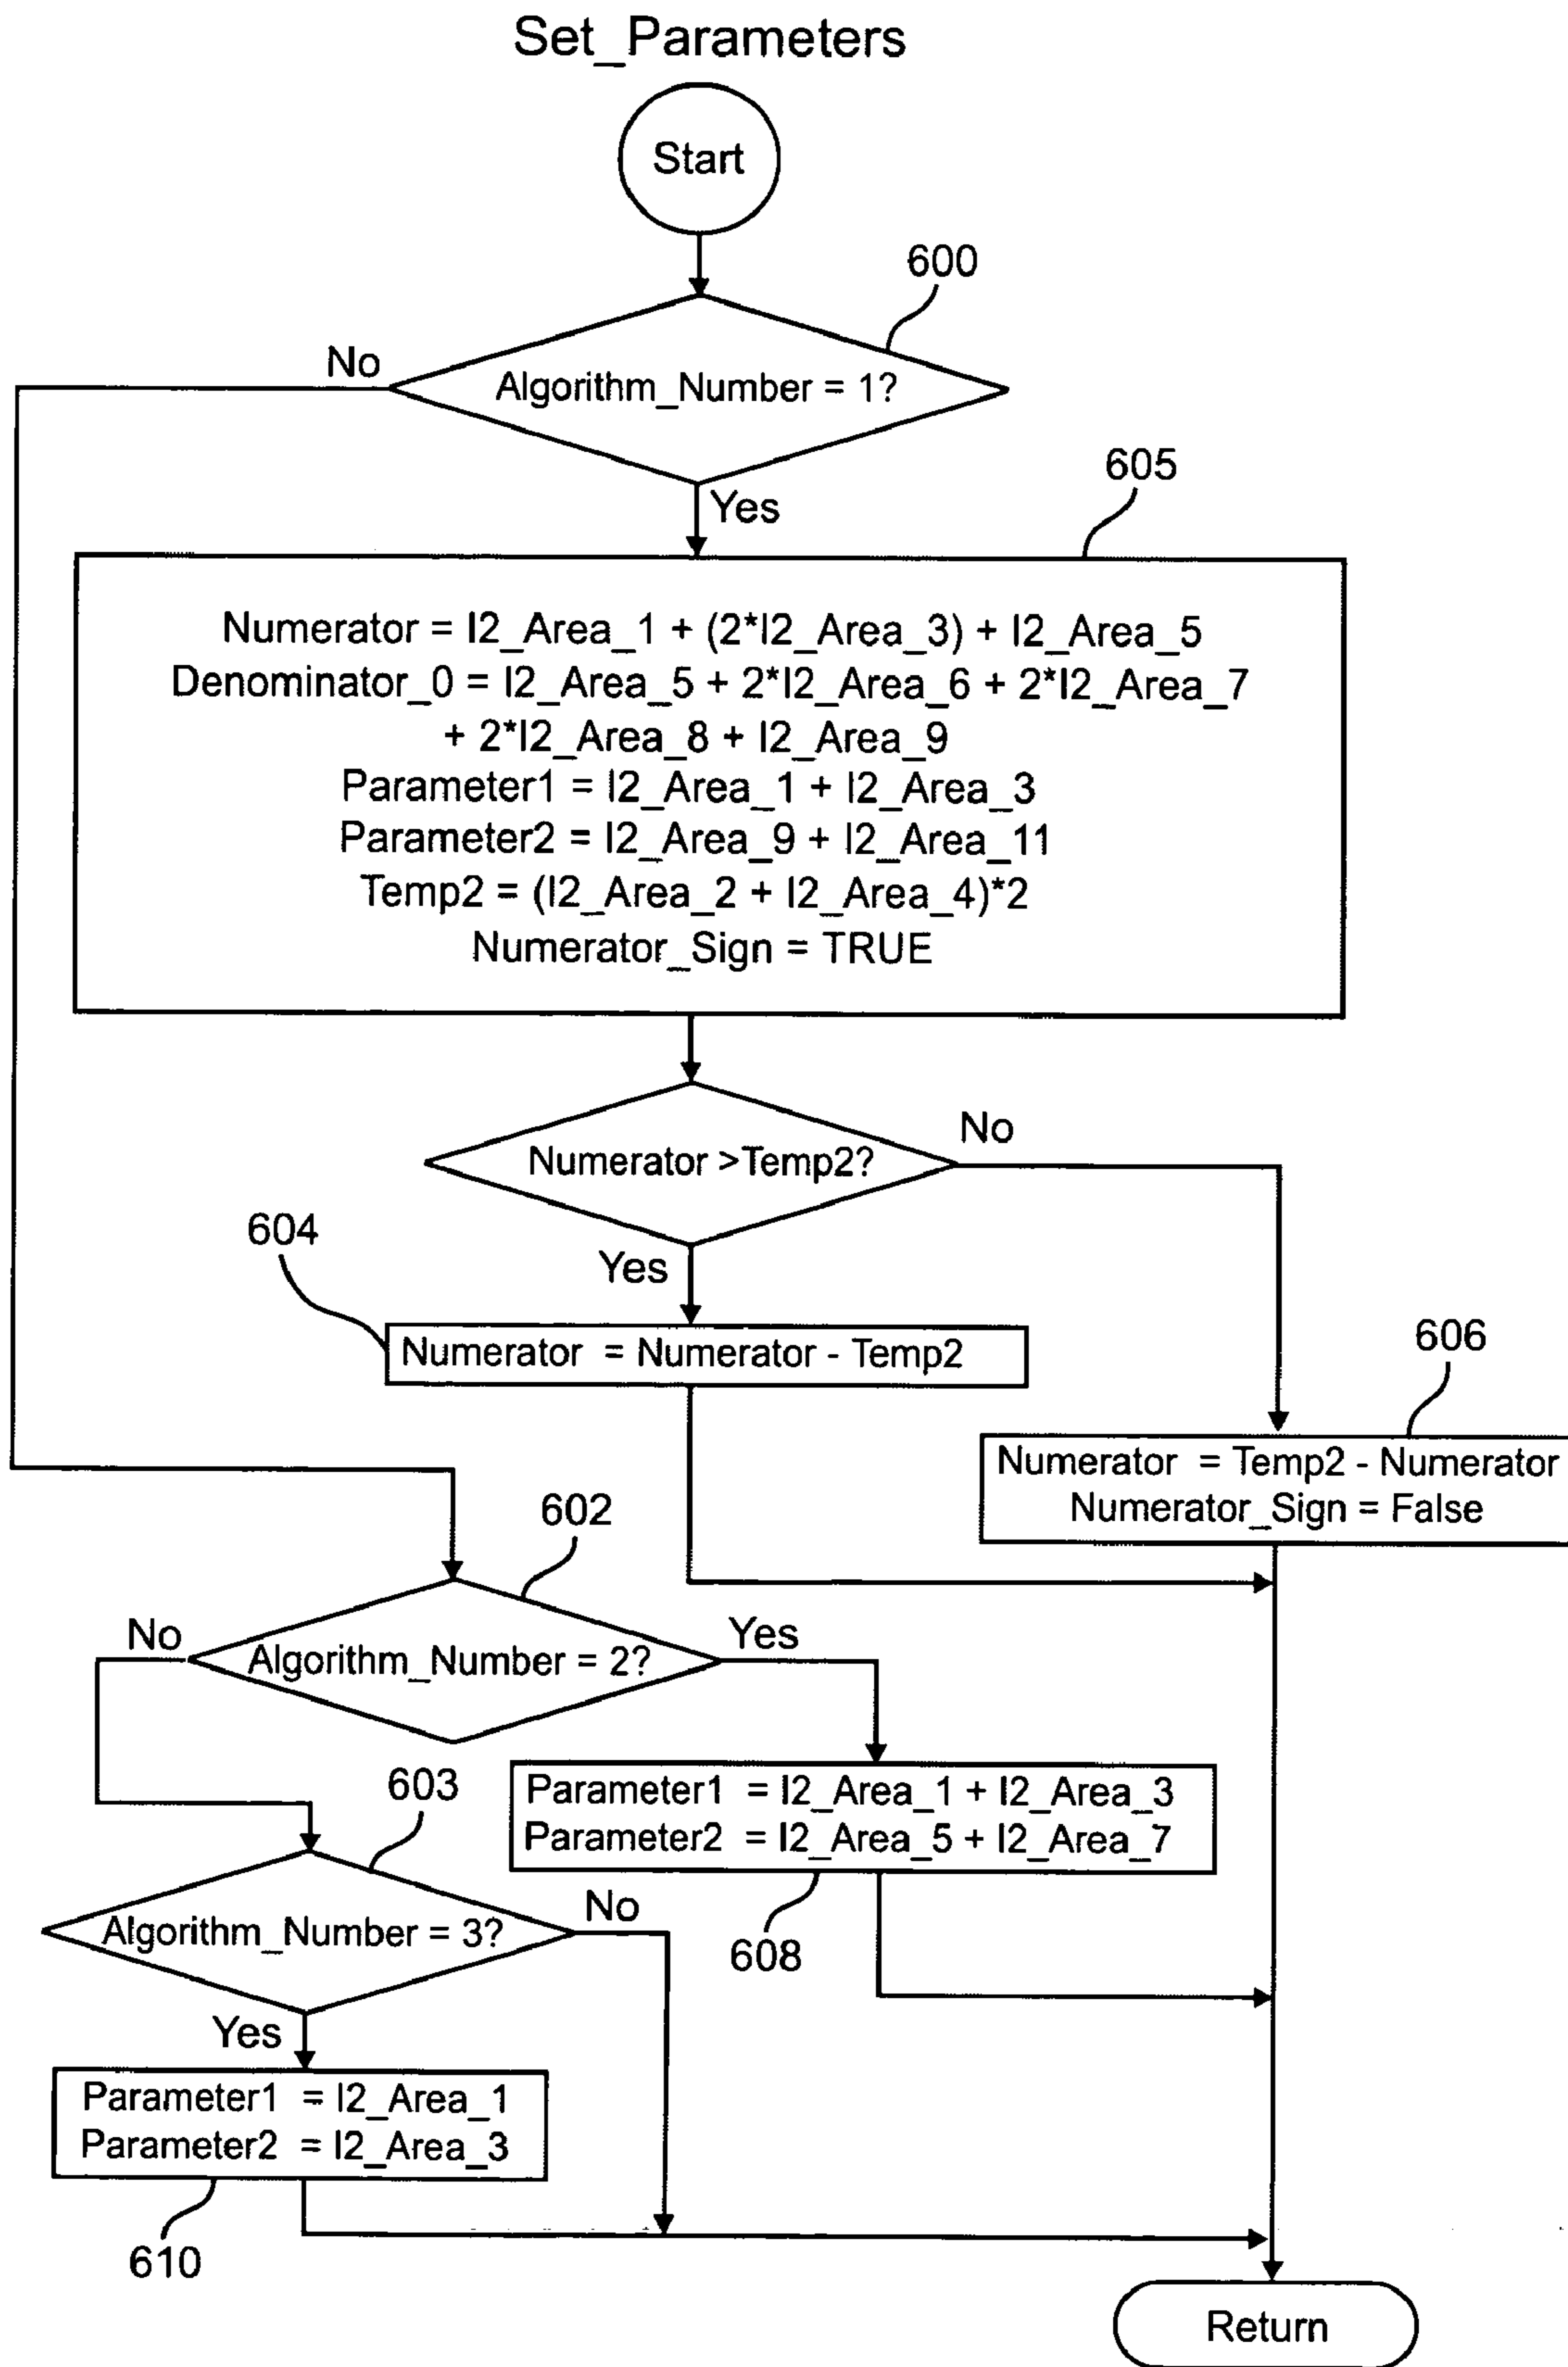 Set_Parameters
Start
600
No
Algorithm_Number = 1?
605
Yes
Numerator = I2_Area_1 + (2*I2_Area_3) + I2_Area_5
Denominator_0 = I2_Area_5 + 2*I2_Area_6 + 2*I2_Area_7
+ 2*I2_Area_8 + I2_Area_9
Parameter1 = I2_Area_1 + I2_Area_3
Parameter2 = I2_Area_9 + I2_Area_11
Temp2 = (I2_Area_2 + I2_Area_4)*2
Numerator_Sign = TRUE
No
Numerator >Temp2?
604
Yes
Numerator = Numerator - Temp2
606
Numerator = Temp2 - Numerator
Numerator_Sign = False
602
No
Yes
Algorithm_Number = 2?
603
Parameter1 = I2_Area_1 + I2_Area_3
Parameter2 = I2_Area_5 + I2_Area_7
No
Algorithm_Number = 3?
608
Yes
Parameter1 = I2_Area_1
Parameter2 = I2_Area_3
610
Return